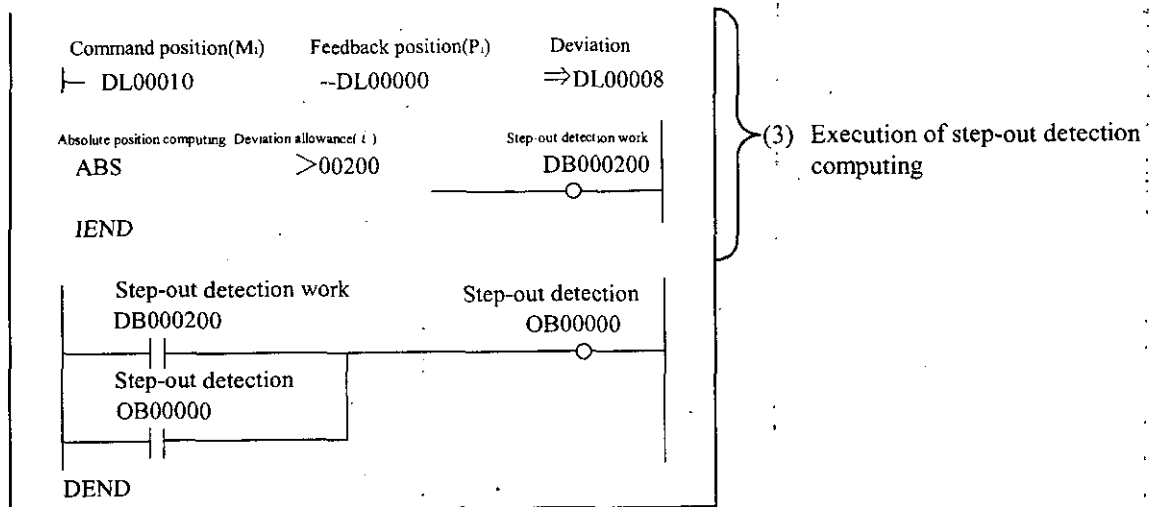 Command position(M₁) Feedback position(P₁) Deviation
├─ DL00010 --DL00000 ⇒DL00008
Absolute position computing Deviation allowance( ℓ ) Step-out detection work
ABS >00200 DB000200
IEND
(3) Execution of step-out detection
computing
Step-out detection work Step-out detection
DB000200 OB00000
Step-out detection
OB00000
DEND